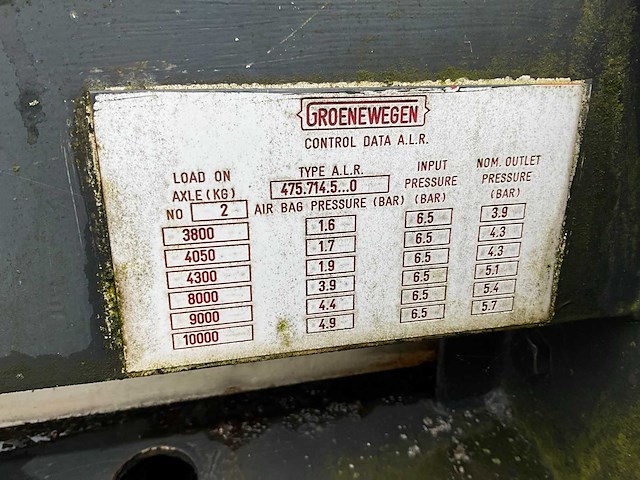 GROENEWEGEN
CONTROL DATA A.L.R.
LOAD ON AXLE (KG) TYPE A.L.R. INPUT PRESSURE (BAR) NOM. OUTLET PRESSURE (BAR)
475.714.5...0
NO 2 AIR BAG PRESSURE (BAR)
3800 1.6 6.5 3.9
4050 1.7 6.5 4.3
4300 1.9 6.5 4.3
8000 3.9 6.5 5.1
9000 4.4 6.5 5.4
10000 4.9 6.5 5.7